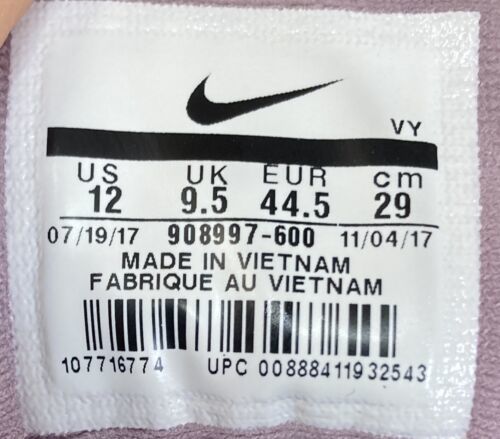 VY
US UK EUR cm
12 9.5 44.5 29
07/19/17 908997-600 11/04/17
MADE IN VIETNAM
FABRIQUE AU VIETNAM
107716774 UPC 00888411932543